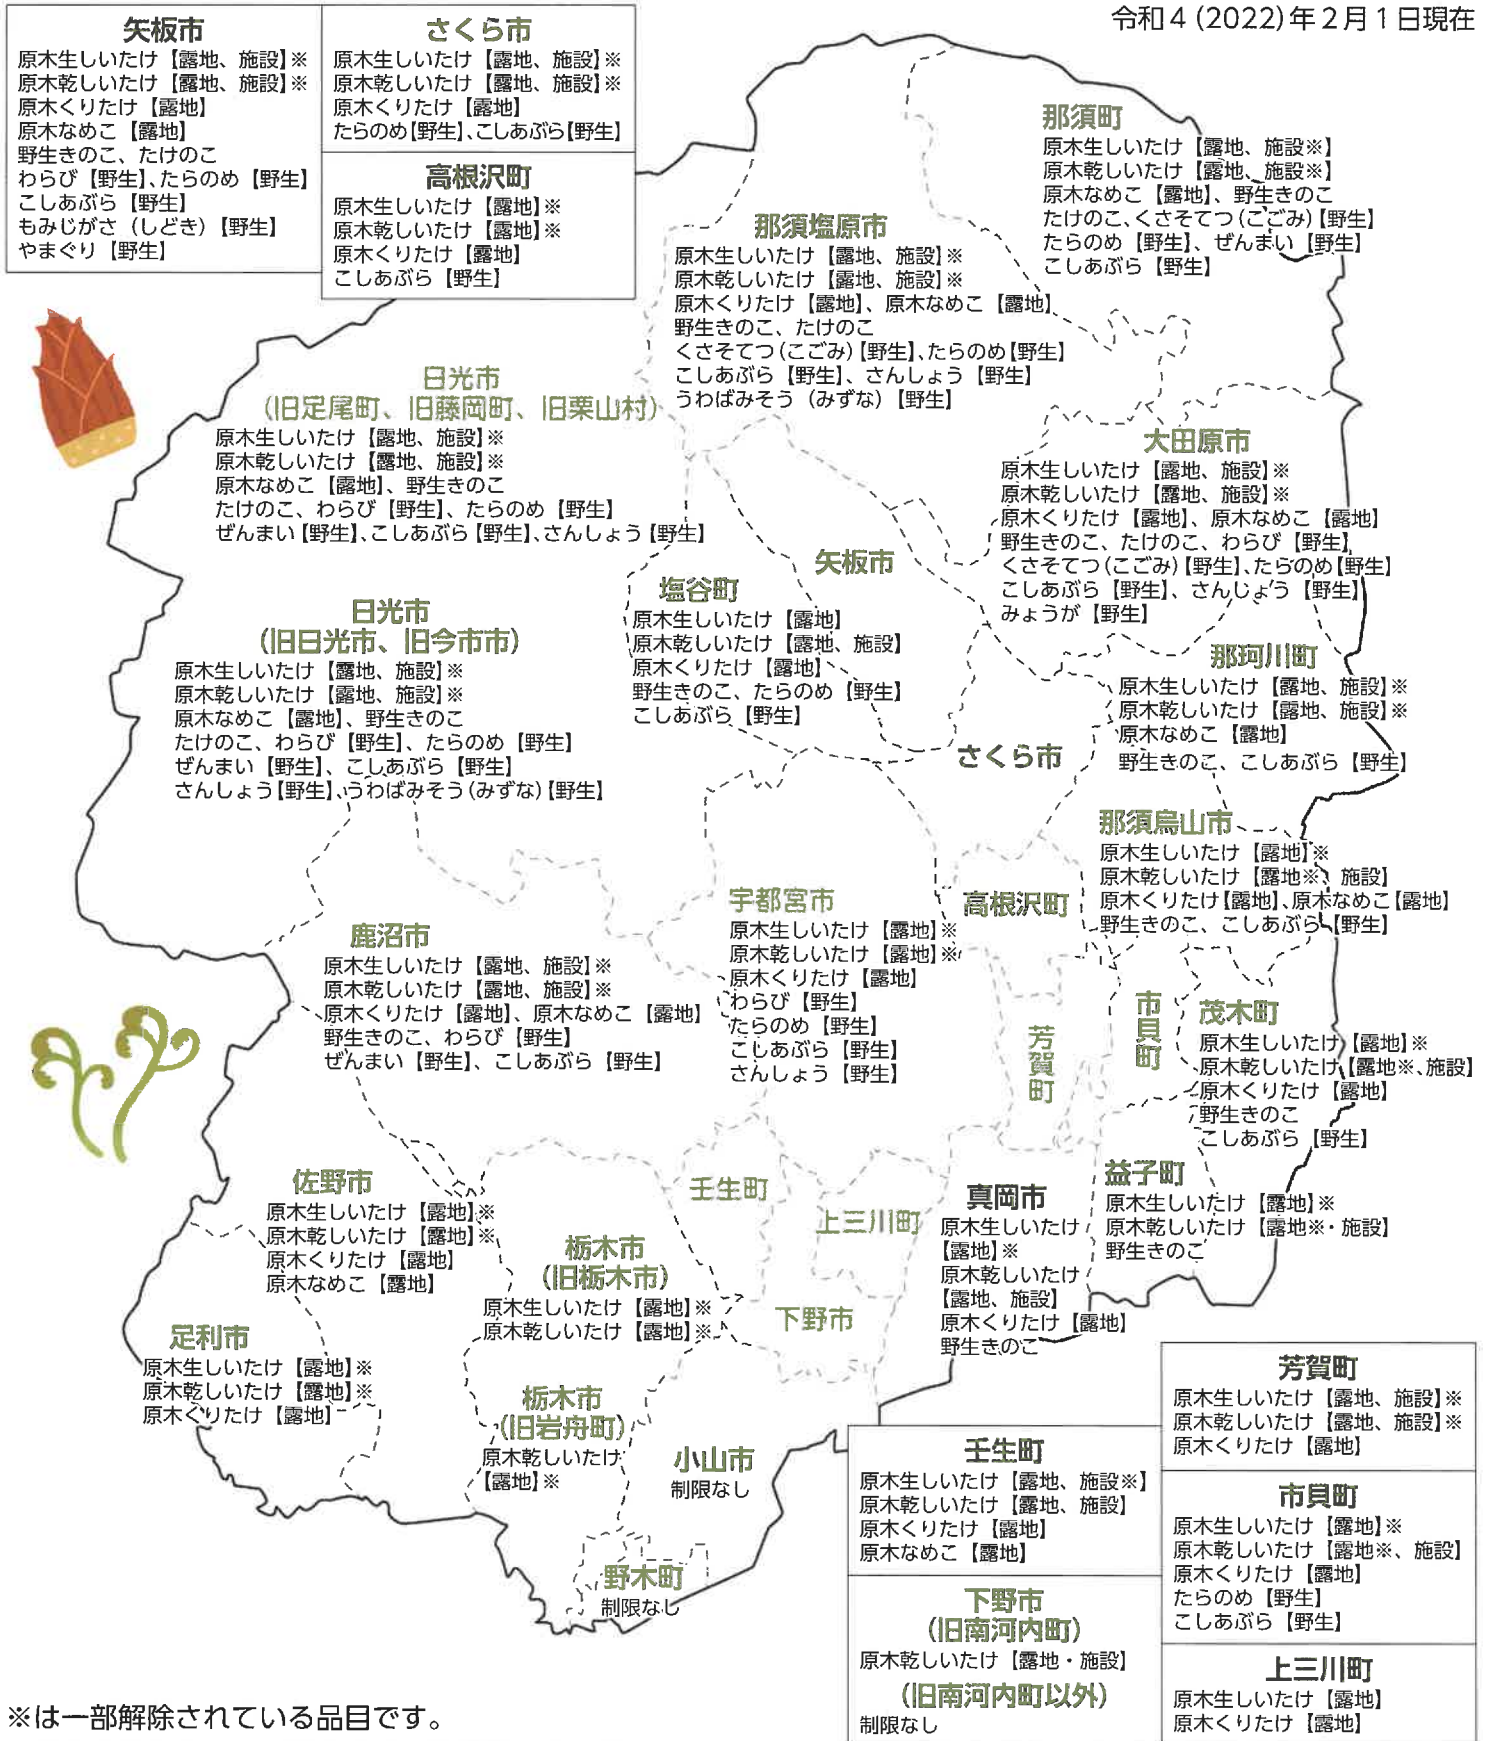 令和4(2022)年2月1日現在
矢板市
原木生しいたけ【露地、施設】※
原木乾しいたけ【露地、施設】※
原木くりたけ【露地】
原木なめこ【露地】
野生きのこ、たけのこ
わらび【野生】、たらのめ【野生】
こしあぶら【野生】
もみじがさ（しどき）【野生】
やまぐり【野生】
さくら市
原木生しいたけ【露地、施設】※
原木乾しいたけ【露地、施設】※
原木くりたけ【露地】
たらのめ【野生】、こしあぶら【野生】
高根沢町
原木生しいたけ【露地】※
原木乾しいたけ【露地】※
原木くりたけ【露地】
こしあぶら【野生】
那須町
原木生しいたけ【露地、施設※】
原木乾しいたけ【露地、施設※】
原木なめこ【露地】、野生きのこ
たけのこ、くさそてつ（こごみ）【野生】
たらのめ【野生】、ぜんまい【野生】
こしあぶら【野生】
那須塩原市
原木生しいたけ【露地、施設】※
原木乾しいたけ【露地、施設】※
原木くりたけ【露地】、原木なめこ【露地】
野生きのこ、たけのこ
くさそてつ（こごみ）【野生】、たらのめ【野生】
こしあぶら【野生】、さんしょう【野生】
うわばみそう（みずな）【野生】
日光市
（旧足尾町、旧藤岡町、旧栗山村）
原木生しいたけ【露地、施設】※
原木乾しいたけ【露地、施設】※
原木なめこ【露地】、野生きのこ
たけのこ、わらび【野生】、たらのめ【野生】
ぜんまい【野生】、こしあぶら【野生】、さんしょう【野生】
大田原市
原木生しいたけ【露地、施設】※
原木乾しいたけ【露地、施設】※
原木くりたけ【露地】、原木なめこ【露地】
野生きのこ、たけのこ、わらび【野生】
くさそてつ（こごみ）【野生】、たらのめ【野生】
こしあぶら【野生】、さんしょう【野生】
みょうが【野生】
矢板市
塩谷町
原木生しいたけ【露地】
原木乾しいたけ【露地、施設】
原木くりたけ【露地】
野生きのこ、たらのめ【野生】
こしあぶら【野生】
日光市
（旧日光市、旧今市市）
原木生しいたけ【露地、施設】※
原木乾しいたけ【露地、施設】※
原木なめこ【露地】、野生きのこ
たけのこ、わらび【野生】、たらのめ【野生】
ぜんまい【野生】、こしあぶら【野生】
さんしょう【野生】、うわばみそう（みずな）【野生】
那珂川町
原木生しいたけ【露地、施設】※
原木乾しいたけ【露地、施設】※
原木なめこ【露地】
野生きのこ、こしあぶら【野生】
さくら市
那須烏山市
原木生しいたけ【露地】※
原木乾しいたけ【露地※、施設】
原木くりたけ【露地】、原木なめこ【露地】
野生きのこ、こしあぶら【野生】
高根沢町
宇都宮市
原木生しいたけ【露地】※
原木乾しいたけ【露地】※
原木くりたけ【露地】
わらび【野生】
たらのめ【野生】
こしあぶら【野生】
さんしょう【野生】
鹿沼市
原木生しいたけ【露地、施設】※
原木乾しいたけ【露地、施設】※
原木くりたけ【露地】、原木なめこ【露地】
野生きのこ、わらび【野生】
ぜんまい【野生】、こしあぶら【野生】
芳賀町
市貝町
茂木町
原木生しいたけ【露地】※
原木乾しいたけ【露地※、施設】
原木くりたけ【露地】
野生きのこ
こしあぶら【野生】
佐野市
原木生しいたけ【露地】※
原木乾しいたけ【露地】※
原木くりたけ【露地】
原木なめこ【露地】
壬生町
上三川町
真岡市
原木生しいたけ
【露地】※
原木乾しいたけ
【露地、施設】
原木くりたけ【露地】
野生きのこ
益子町
原木生しいたけ【露地】※
原木乾しいたけ【露地※・施設】
野生きのこ
栃木市
（旧栃木市）
原木生しいたけ【露地】※
原木乾しいたけ【露地】※
下野市
足利市
原木生しいたけ【露地】※
原木乾しいたけ【露地】※
原木くりたけ【露地】
栃木市
（旧岩舟町）
原木乾しいたけ
【露地】※
小山市
制限なし
野木町
制限なし
芳賀町
原木生しいたけ【露地、施設】※
原木乾しいたけ【露地、施設】※
原木くりたけ【露地】
壬生町
原木生しいたけ【露地、施設※】
原木乾しいたけ【露地、施設】
原木くりたけ【露地】
原木なめこ【露地】
市貝町
原木生しいたけ【露地】※
原木乾しいたけ【露地※、施設】
原木くりたけ【露地】
たらのめ【野生】
こしあぶら【野生】
下野市
（旧南河内町）
原木乾しいたけ【露地・施設】
（旧南河内町以外）
制限なし
上三川町
原木生しいたけ【露地】
原木くりたけ【露地】
※は一部解除されている品目です。